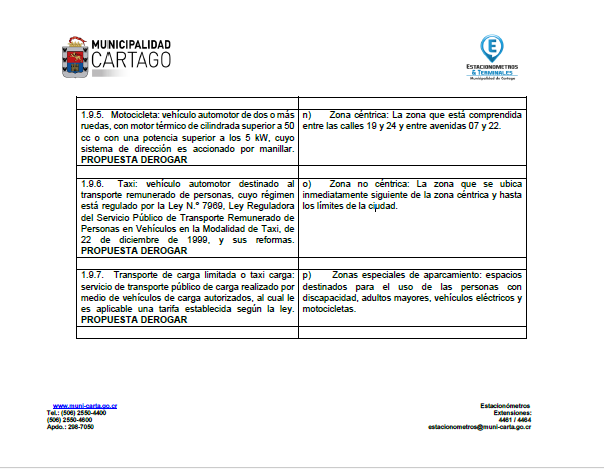 MUNICIPALIDAD
CARTAGO
E
ESTACIONOMETROS
& TERMINALES
Municipalidad de Cartago
1.9.5. Motocicleta: vehículo automotor de dos o más
ruedas, con motor térmico de cilindrada superior a 50
cc o con una potencia superior a los 5 kW, cuyo
sistema de dirección es accionado por manillar.
PROPUESTA DEROGAR
n) Zona céntrica: La zona que está comprendida
entre las calles 19 y 24 y entre avenidas 07 y 22.
1.9.6. Taxi: vehículo automotor destinado al
transporte remunerado de personas, cuyo régimen
está regulado por la Ley N.º 7969, Ley Reguladora
del Servicio Público de Transporte Remunerado de
Personas en Vehículos en la Modalidad de Taxi, de
22 de diciembre de 1999, y sus reformas.
PROPUESTA DEROGAR
o) Zona no céntrica: La zona que se ubica
inmediatamente siguiente de la zona céntrica y hasta
los límites de la ciudad.
1.9.7. Transporte de carga limitada o taxi carga:
servicio de transporte público de carga realizado por
medio de vehículos de carga autorizados, al cual le
es aplicable una tarifa establecida según la ley.
PROPUESTA DEROGAR
p) Zonas especiales de aparcamiento: espacios
destinados para el uso de las personas con
discapacidad, adultos mayores, vehículos eléctricos y
motocicletas.
www.muni-carta.go.cr
Tel.: (506) 2550-4400
(506) 2550-4600
Apdo.: 298-7050
Estacionómetros
Extensiones:
4461 / 4464
estacionometros@muni-carta.go.cr